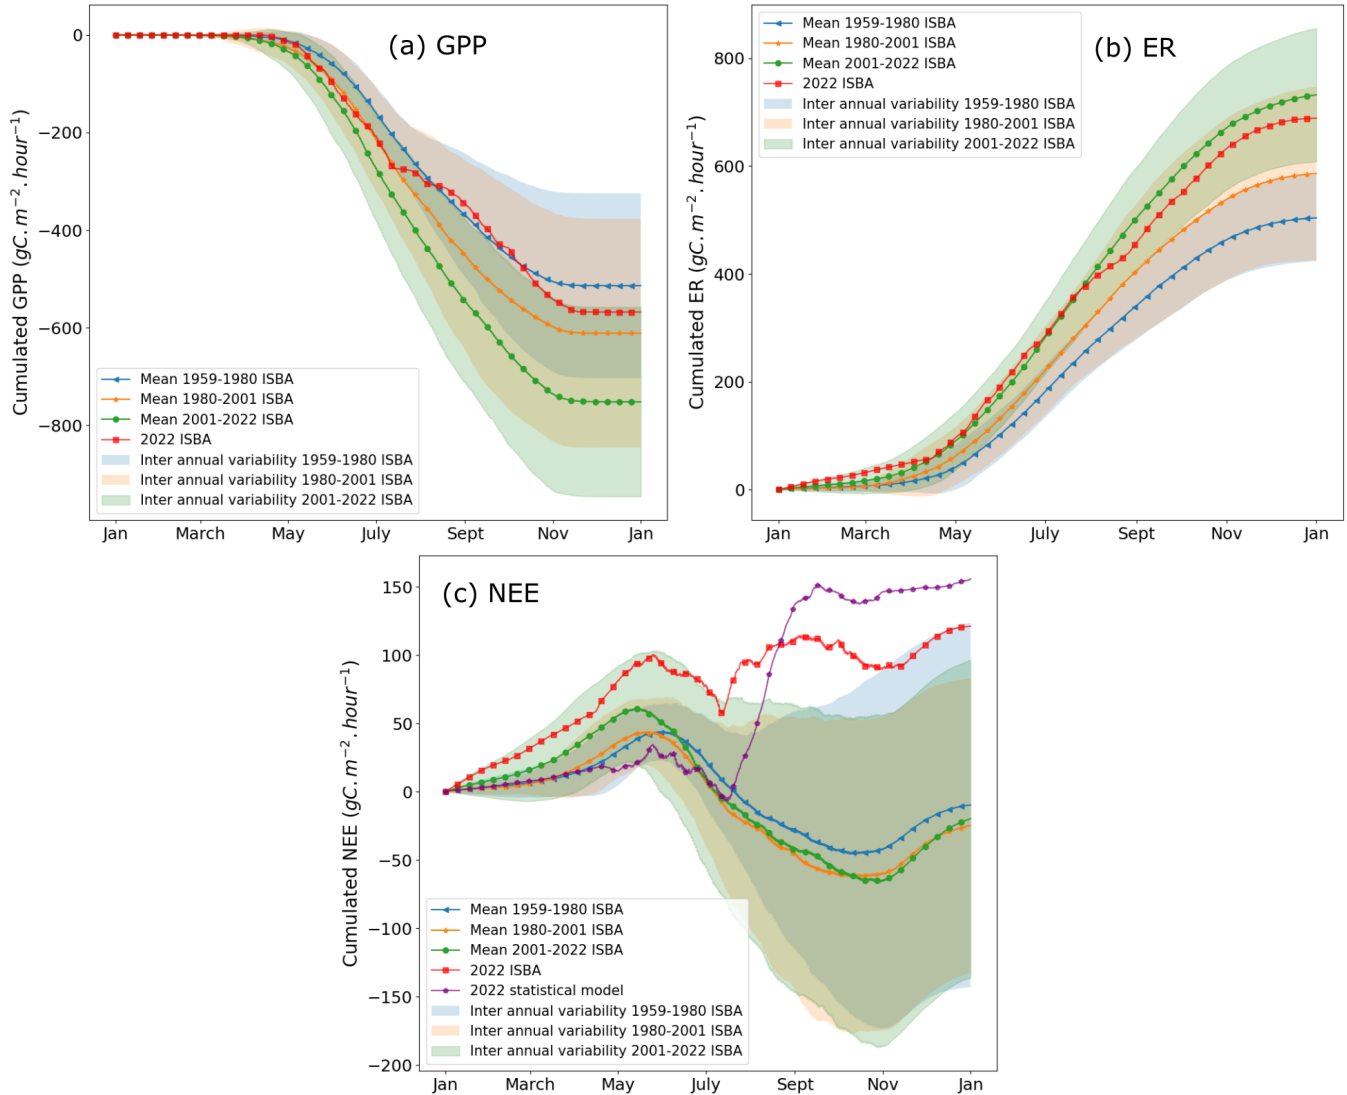 (a) GPP
Cumulated GPP (gC.m⁻².hour⁻¹)
0
−200
−400
−600
−800
Mean 1959-1980 ISBA
Mean 1980-2001 ISBA
Mean 2001-2022 ISBA
2022 ISBA
Inter annual variability 1959-1980 ISBA
Inter annual variability 1980-2001 ISBA
Inter annual variability 2001-2022 ISBA
Jan March May July Sept Nov Jan
(b) ER
Cumulated ER (gC.m⁻².hour⁻¹)
800
600
400
200
0
Mean 1959-1980 ISBA
Mean 1980-2001 ISBA
Mean 2001-2022 ISBA
2022 ISBA
Inter annual variability 1959-1980 ISBA
Inter annual variability 1980-2001 ISBA
Inter annual variability 2001-2022 ISBA
Jan March May July Sept Nov Jan
(c) NEE
Cumulated NEE (gC.m⁻².hour⁻¹)
150
100
50
0
−50
−100
−150
−200
Mean 1959-1980 ISBA
Mean 1980-2001 ISBA
Mean 2001-2022 ISBA
2022 ISBA
2022 statistical model
Inter annual variability 1959-1980 ISBA
Inter annual variability 1980-2001 ISBA
Inter annual variability 2001-2022 ISBA
Jan March May July Sept Nov Jan